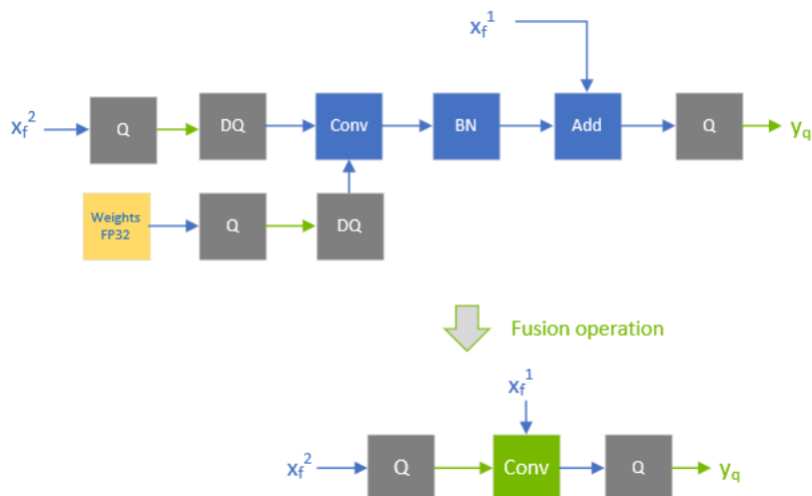 x_f^1
x_f^2
Q
DQ
Conv
BN
Add
Q
y_q
Weights
FP32
Q
DQ
Fusion operation
x_f^1
x_f^2
Q
Conv
Q
y_q